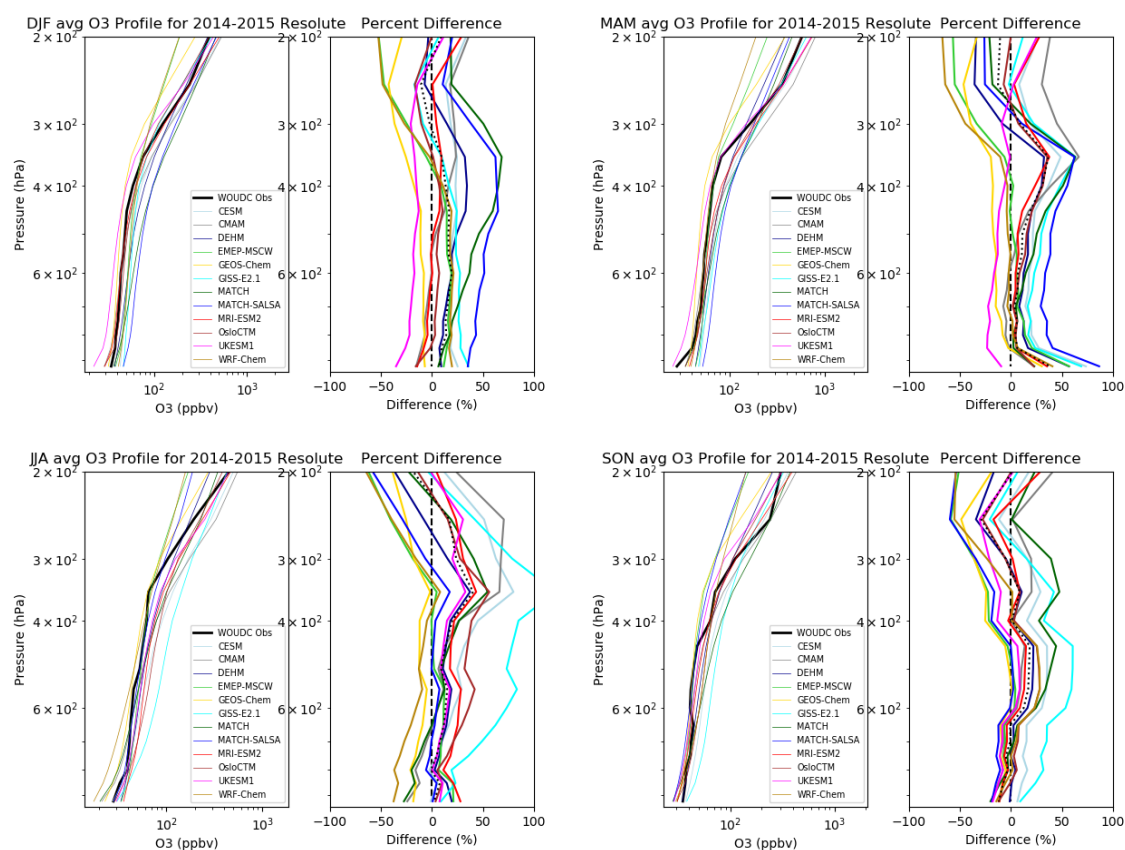 DJF avg O3 Profile for 2014-2015 Resolute
Percent Difference
2 × 10²
3 × 10²
4 × 10²
6 × 10²
Pressure (hPa)
WOUDC Obs
CESM
CMAM
DEHM
EMEP-MSCW
GEOS-Chem
GISS-E2.1
MATCH
MATCH-SALSA
MRI-ESM2
OsloCTM
UKESM1
WRF-Chem
10² 10³
O3 (ppbv)
2 × 10²
3 × 10²
4 × 10²
6 × 10²
−100 −50 0 50 100
Difference (%)
MAM avg O3 Profile for 2014-2015 Resolute
Percent Difference
2 × 10²
3 × 10²
4 × 10²
6 × 10²
Pressure (hPa)
WOUDC Obs
CESM
CMAM
DEHM
EMEP-MSCW
GEOS-Chem
GISS-E2.1
MATCH
MATCH-SALSA
MRI-ESM2
OsloCTM
UKESM1
WRF-Chem
10² 10³
O3 (ppbv)
2 × 10²
3 × 10²
4 × 10²
6 × 10²
−100 −50 0 50 100
Difference (%)
JJA avg O3 Profile for 2014-2015 Resolute
Percent Difference
2 × 10²
3 × 10²
4 × 10²
6 × 10²
Pressure (hPa)
WOUDC Obs
CESM
CMAM
DEHM
EMEP-MSCW
GEOS-Chem
GISS-E2.1
MATCH
MATCH-SALSA
MRI-ESM2
OsloCTM
UKESM1
WRF-Chem
10² 10³
O3 (ppbv)
2 × 10²
3 × 10²
4 × 10²
6 × 10²
−100 −50 0 50 100
Difference (%)
SON avg O3 Profile for 2014-2015 Resolute
Percent Difference
2 × 10²
3 × 10²
4 × 10²
6 × 10²
Pressure (hPa)
WOUDC Obs
CESM
CMAM
DEHM
EMEP-MSCW
GEOS-Chem
GISS-E2.1
MATCH
MATCH-SALSA
MRI-ESM2
OsloCTM
UKESM1
WRF-Chem
10² 10³
O3 (ppbv)
2 × 10²
3 × 10²
4 × 10²
6 × 10²
−100 −50 0 50 100
Difference (%)